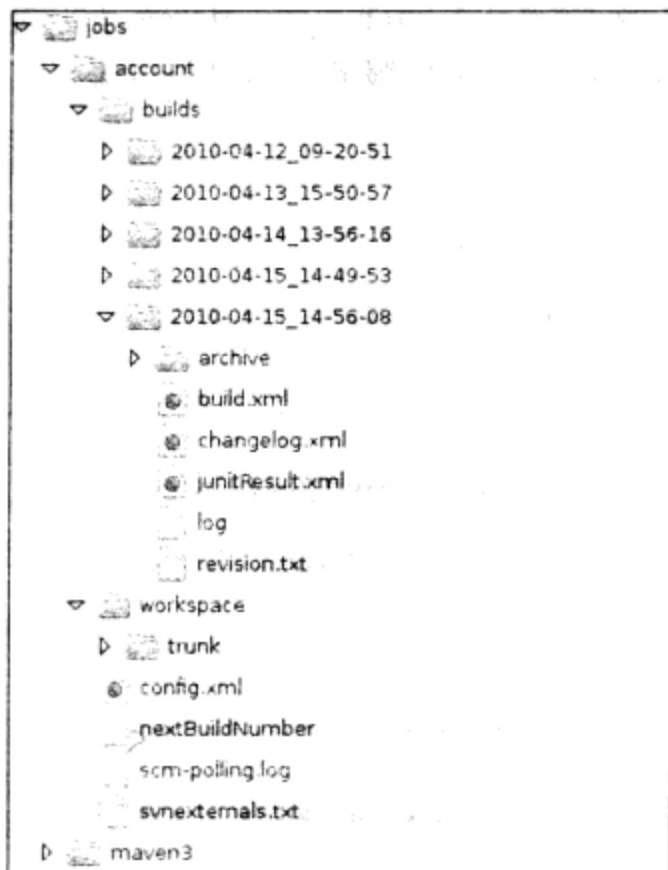 jobs
account
builds
2010-04-12_09-20-51
2010-04-13_15-50-57
2010-04-14_13-56-16
2010-04-15_14-49-53
2010-04-15_14-56-08
archive
build.xml
changelog.xml
junitResult.xml
log
revision.txt
workspace
trunk
config.xml
nextBuildNumber
scm-polling.log
svnexternals.txt
maven3